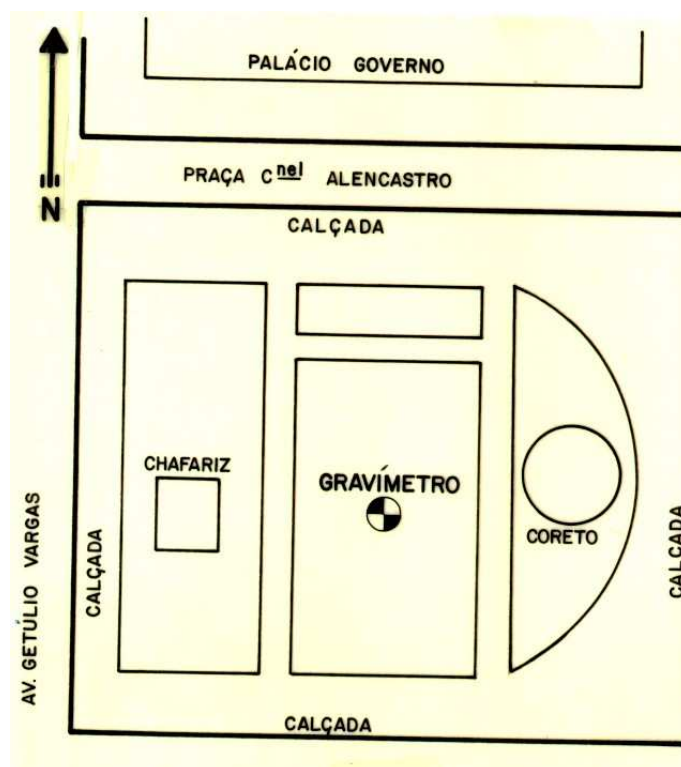 PALÁCIO GOVERNO
N
PRAÇA Cnel ALENCASTRO
CALÇADA
CHAFARIZ
GRAVÍMETRO
CORETO
AV. GETÚLIO VARGAS
CALÇADA
CALÇADA
CALÇADA